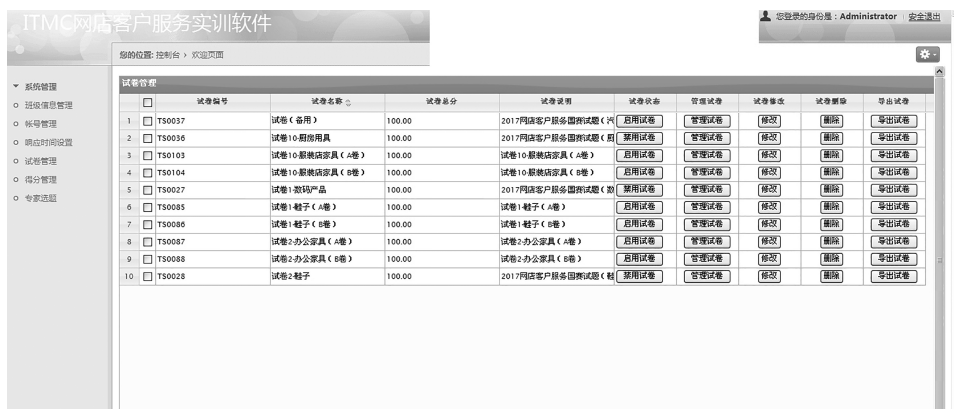 ITMC网店客户服务实训软件
您登录的身份是：Administrator | 安全退出
您的位置: 控制台 › 欢迎页面
系统管理
班级信息管理
帐号管理
响应时间设置
试卷管理
得分管理
专家选题
试卷管理
试卷编号 试卷名称 试卷总分 试卷说明 试卷状态 管理试卷 试卷修改 试卷删除 导出试卷
1 TS0037 试卷（备用） 100.00 2017网店客户服务国赛试题（汽 启用试卷 管理试卷 修改 删除 导出试卷
2 TS0036 试卷10-厨房用具 100.00 2017网店客户服务国赛试题（厨 禁用试卷 管理试卷 修改 删除 导出试卷
3 TS0103 试卷10-服装店家具（A卷） 100.00 试卷10-服装店家具（A卷） 启用试卷 管理试卷 修改 删除 导出试卷
4 TS0104 试卷10-服装店家具（B卷） 100.00 试卷10-服装店家具（B卷） 启用试卷 管理试卷 修改 删除 导出试卷
5 TS0027 试卷1-数码产品 100.00 2017网店客户服务国赛试题（数 禁用试卷 管理试卷 修改 删除 导出试卷
6 TS0085 试卷1-鞋子（A卷） 100.00 试卷1-鞋子（A卷） 启用试卷 管理试卷 修改 删除 导出试卷
7 TS0086 试卷1-鞋子（B卷） 100.00 试卷1-鞋子（B卷） 启用试卷 管理试卷 修改 删除 导出试卷
8 TS0087 试卷2-办公家具（A卷） 100.00 试卷2-办公家具（A卷） 启用试卷 管理试卷 修改 删除 导出试卷
9 TS0088 试卷2-办公家具（B卷） 100.00 试卷2-办公家具（B卷） 启用试卷 管理试卷 修改 删除 导出试卷
10 TS0028 试卷2-鞋子 100.00 2017网店客户服务国赛试题（鞋 禁用试卷 管理试卷 修改 删除 导出试卷